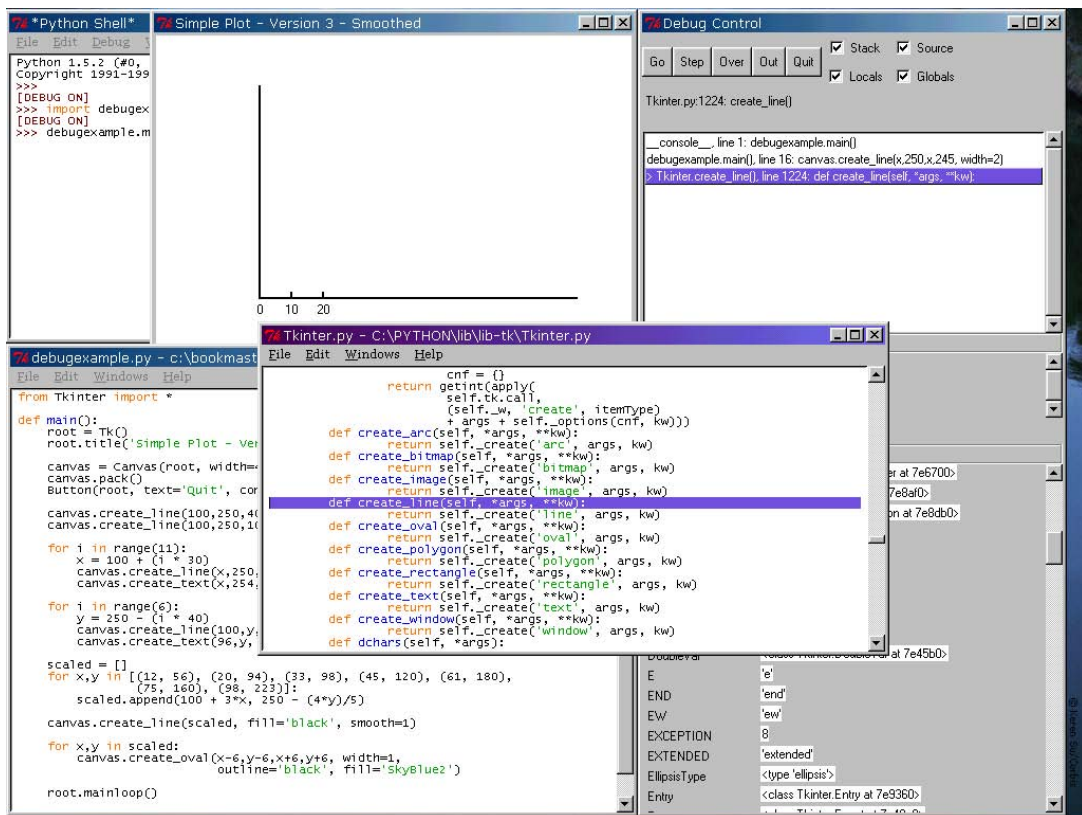 *Python Shell*
File Edit Debug
Python 1.5.2 (#0,
Copyright 1991-199
>>>
[DEBUG ON]
>>> import debugex
[DEBUG ON]
>>> debugexample.m
Simple Plot - Version 3 - Smoothed
0 10 20
Debug Control
Go Step Over Out Quit
Stack Source
Locals Globals
Tkinter.py:1224: create_line()
__console__, line 1: debugexample.main()
debugexample.main(), line 16: canvas.create_line(x,250,x,245, width=2)
> Tkinter.create_line(), line 1224: def create_line(self, *args, **kw):
Tkinter.py - C:\PYTHON\lib\lib-tk\Tkinter.py
File Edit Windows Help
cnf = {}
return getint(apply(
self.tk.call,
(self._w, 'create', itemType)
+ args + self._options(cnf, kw)))
def create_arc(self, *args, **kw):
return self._create('arc', args, kw)
def create_bitmap(self, *args, **kw):
return self._create('bitmap', args, kw)
def create_image(self, *args, **kw):
return self._create('image', args, kw)
def create_line(self, *args, **kw):
return self._create('line', args, kw)
def create_oval(self, *args, **kw):
return self._create('oval', args, kw)
def create_polygon(self, *args, **kw):
return self._create('polygon', args, kw)
def create_rectangle(self, *args, **kw):
return self._create('rectangle', args, kw)
def create_text(self, *args, **kw):
return self._create('text', args, kw)
def create_window(self, *args, **kw):
return self._create('window', args, kw)
def dchars(self, *args):
debugexample.py - c:\bookmast
File Edit Windows Help
from Tkinter import *
def main():
root = Tk()
root.title('Simple Plot - Ver
canvas = Canvas(root, width=
canvas.pack()
Button(root, text='Quit', co
canvas.create_line(100,250,4
canvas.create_line(100,250,1
for i in range(11):
x = 100 + (i * 30)
canvas.create_line(x,250,
canvas.create_text(x,254,
for i in range(6):
y = 250 - (i * 40)
canvas.create_line(100,y,
canvas.create_text(96,y,
scaled = []
for x,y in [(12, 56), (20, 94), (33, 98), (45, 120), (61, 180),
(75, 160), (98, 223)]:
scaled.append(100 + 3*x, 250 - (4*y)/5)
canvas.create_line(scaled, fill='black', smooth=1)
for x,y in scaled:
canvas.create_oval(x-6,y-6,x+6,y+6, width=1,
outline='black', fill='SkyBlue2')
root.mainloop()
er at 7e6700>
7e8af0>
on at 7e8db0>
E 'e'
END 'end'
EW 'ew'
EXCEPTION 8
EXTENDED 'extended'
EllipsisType <type 'ellipsis'>
Entry <class Tkinter.Entry at 7e9360>
© Keren Su/Corbis